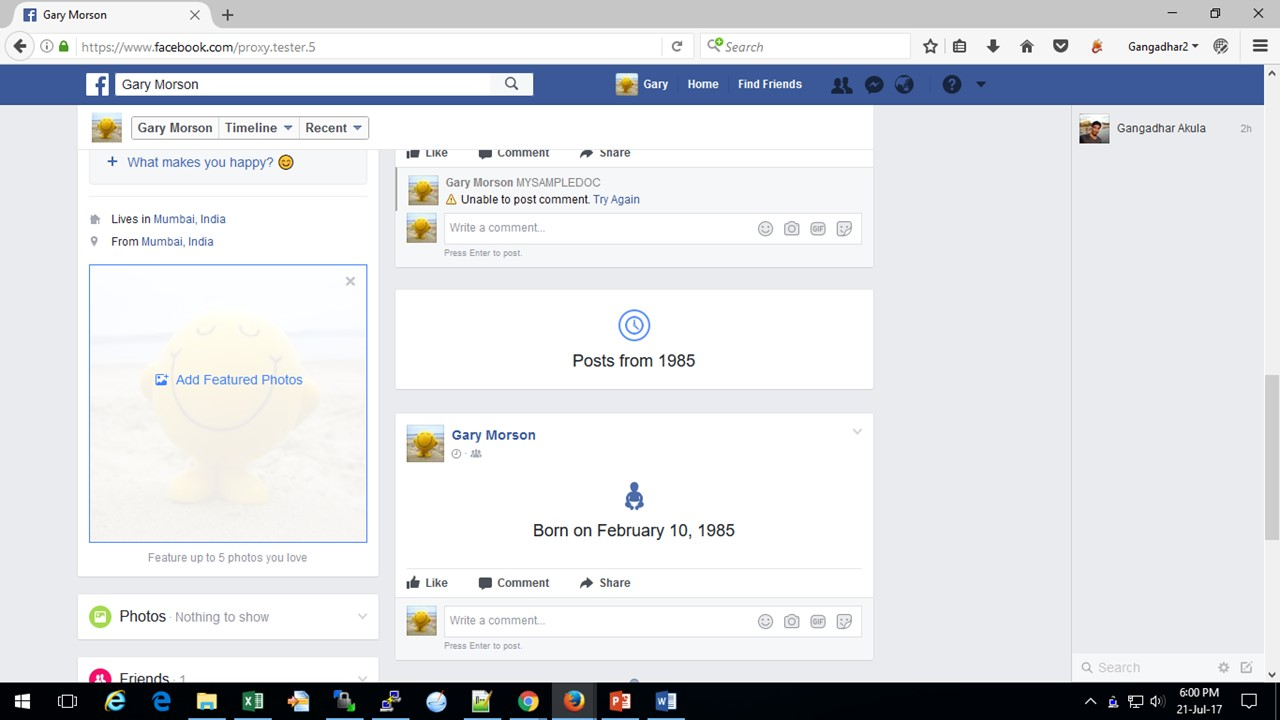 Gary Morson
https://www.facebook.com/proxy.tester.5
Search
Gangadhar2
Gary Morson
Gary
Home
Find Friends
Gary Morson
Timeline
Recent
What makes you happy?
Lives in Mumbai, India
From Mumbai, India
Add Featured Photos
Feature up to 5 photos you love
Photos · Nothing to show
Friends · 1
Like
Comment
Share
Gary Morson MYSAMPLEDOC
Unable to post comment. Try Again
Write a comment...
GIF
Press Enter to post.
Posts from 1985
Gary Morson
Born on February 10, 1985
Like
Comment
Share
Write a comment...
GIF
Press Enter to post.
Gangadhar Akula
2h
Search
6:00 PM
21-Jul-17